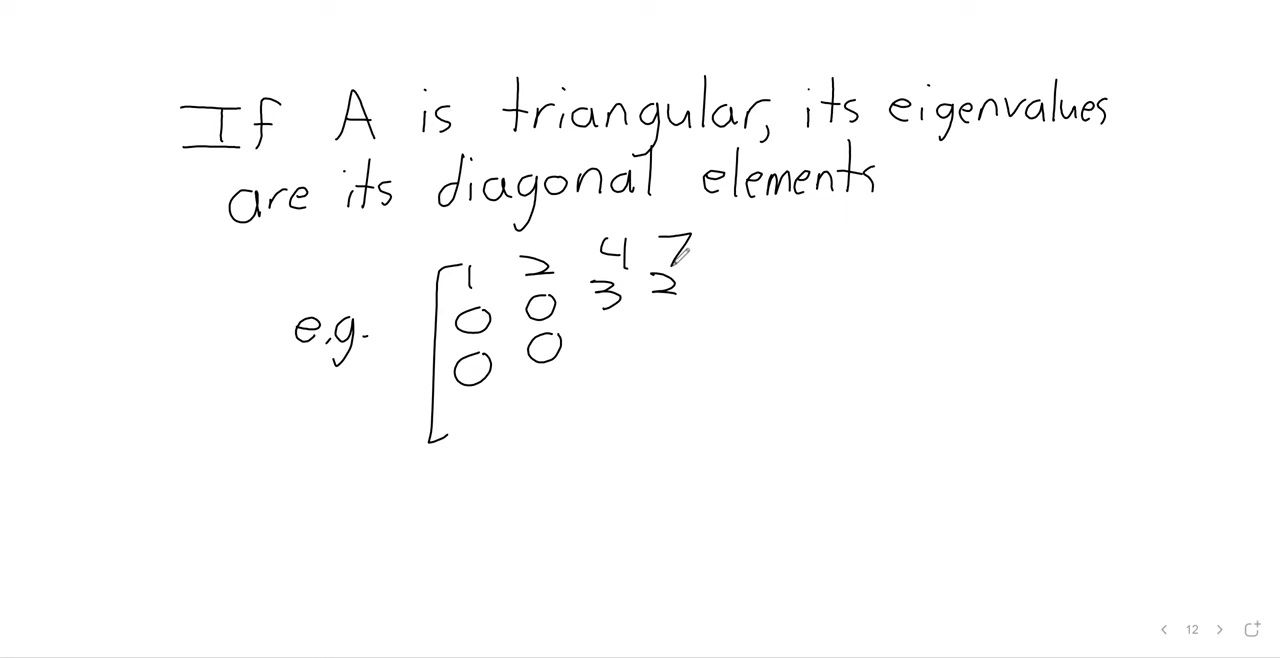 If A is triangular, its eigenvalues
are its diagonal elements
e.g. [ 1 2 4 7
0 0 3 2
0 0
< 12 >